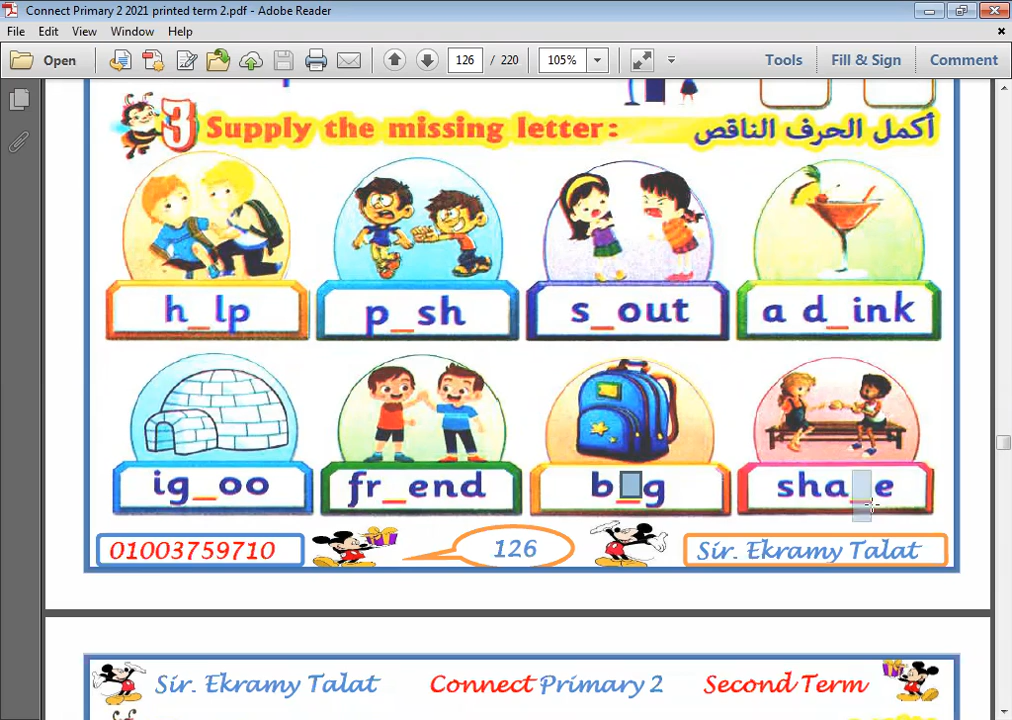 Connect Primary 2 2021 printed term 2.pdf - Adobe Reader
File Edit View Window Help
Open 126 / 220 105% Tools Fill & Sign Comment
3 Supply the missing letter: أكمل الحرف الناقص
h_lp p_sh s_out a d_ink
ig_oo fr_end b_g sha_e
01003759710 126 Sir. Ekramy Talat
Sir. Ekramy Talat Connect Primary 2 Second Term